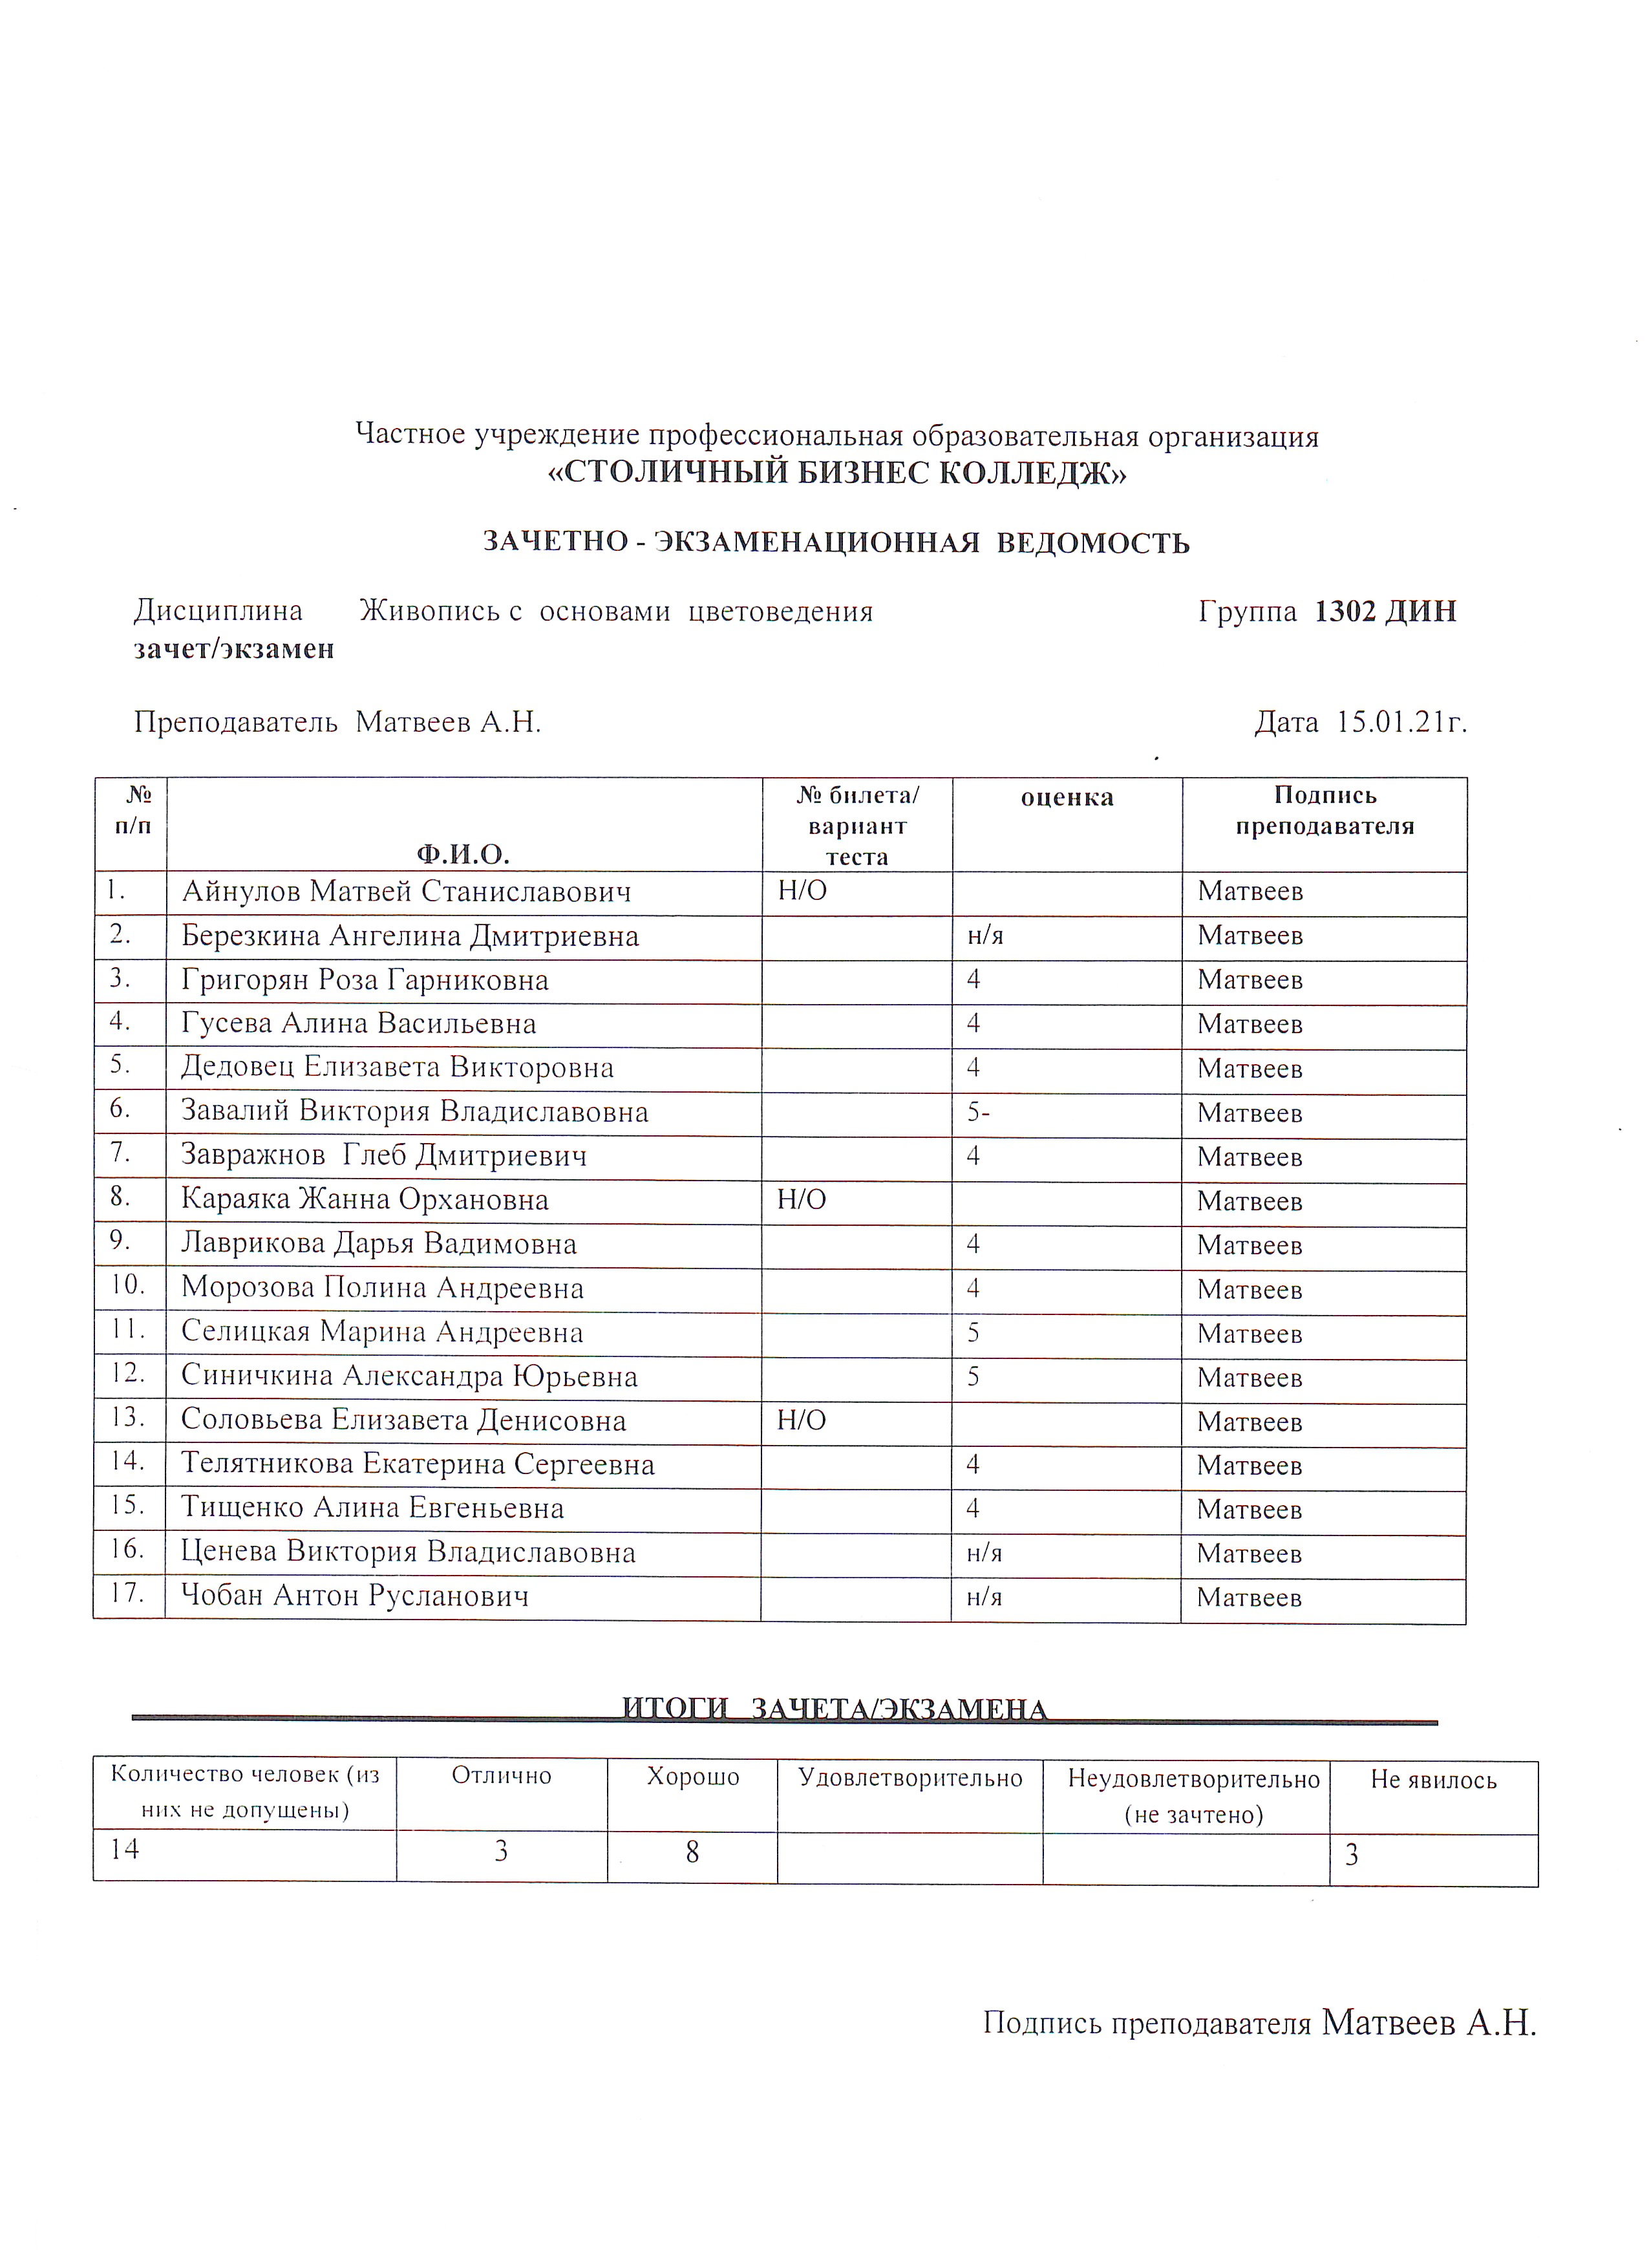 Частное учреждение профессиональная образовательная организация
«СТОЛИЧНЫЙ БИЗНЕС КОЛЛЕДЖ»
ЗАЧЕТНО - ЭКЗАМЕНАЦИОННАЯ ВЕДОМОСТЬ
Дисциплина Живопись с основами цветоведения Группа 1302 ДИН
зачет/экзамен
Преподаватель Матвеев А.Н. Дата 15.01.21г.
№ п/п Ф.И.О. № билета/ вариант теста оценка Подпись преподавателя
1. Айнулов Матвей Станиславович Н/О Матвеев
2. Березкина Ангелина Дмитриевна н/я Матвеев
3. Григорян Роза Гарниковна 4 Матвеев
4. Гусева Алина Васильевна 4 Матвеев
5. Дедовец Елизавета Викторовна 4 Матвеев
6. Завалий Виктория Владиславовна 5- Матвеев
7. Завражнов Глеб Дмитриевич 4 Матвеев
8. Караяка Жанна Орхановна Н/О Матвеев
9. Лаврикова Дарья Вадимовна 4 Матвеев
10. Морозова Полина Андреевна 4 Матвеев
11. Селицкая Марина Андреевна 5 Матвеев
12. Синичкина Александра Юрьевна 5 Матвеев
13. Соловьева Елизавета Денисовна Н/О Матвеев
14. Телятникова Екатерина Сергеевна 4 Матвеев
15. Тищенко Алина Евгеньевна 4 Матвеев
16. Ценева Виктория Владиславовна н/я Матвеев
17. Чобан Антон Русланович н/я Матвеев
ИТОГИ ЗАЧЕТА/ЭКЗАМЕНА
Количество человек (из них не допущены) Отлично Хорошо Удовлетворительно Неудовлетворительно (не зачтено) Не явилось
14 3 8 3
Подпись преподавателя Матвеев А.Н.